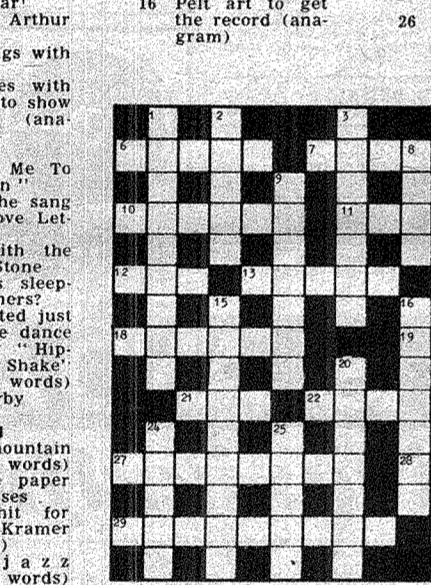 ar'
Arthur
gs with
es with
to show
(ana-
Me To
n"
he sang
ove Let-
ith the
Stone
s sleep-
ners?
ted just
e dance
"Hip-
Shake"
words)
rby
ountain
words)
e paper
ses
hit for
Kramer
)
jazz
words)
16 Pelt art to get
the record (ana-
gram)
26
1 2 3
6 7 8
9
10 11
12 13
15 16
18 19
20
21 22
24 25
27 28
29